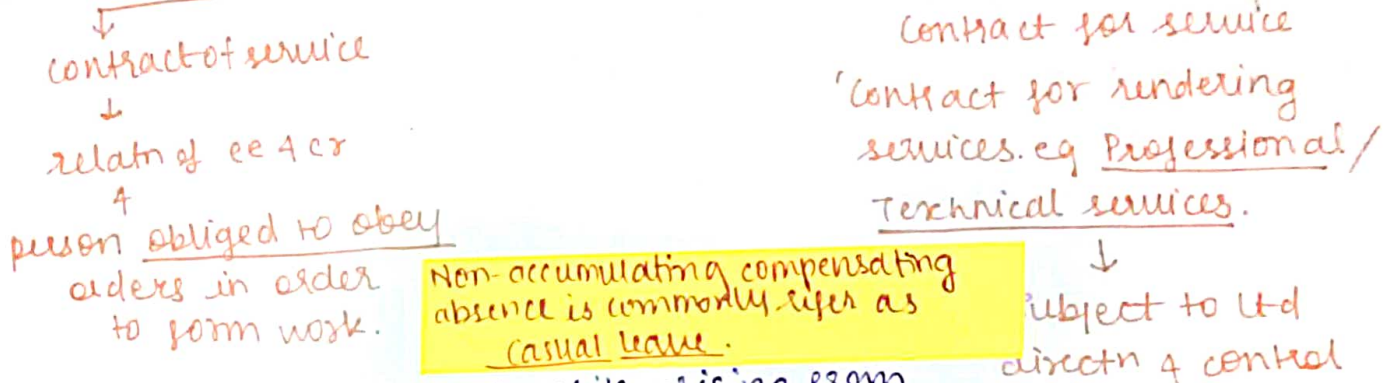 contract of service
↓
relatn of ee & er
&
person obliged to obey
orders in order
to form work.
Contract for service
'Contract for rendering
services. eg Professional /
Terchnical services.
↓
ubject to Ltd
directn & control
Non-accumulating compensating
absence is commonly refer as
Casual leave.